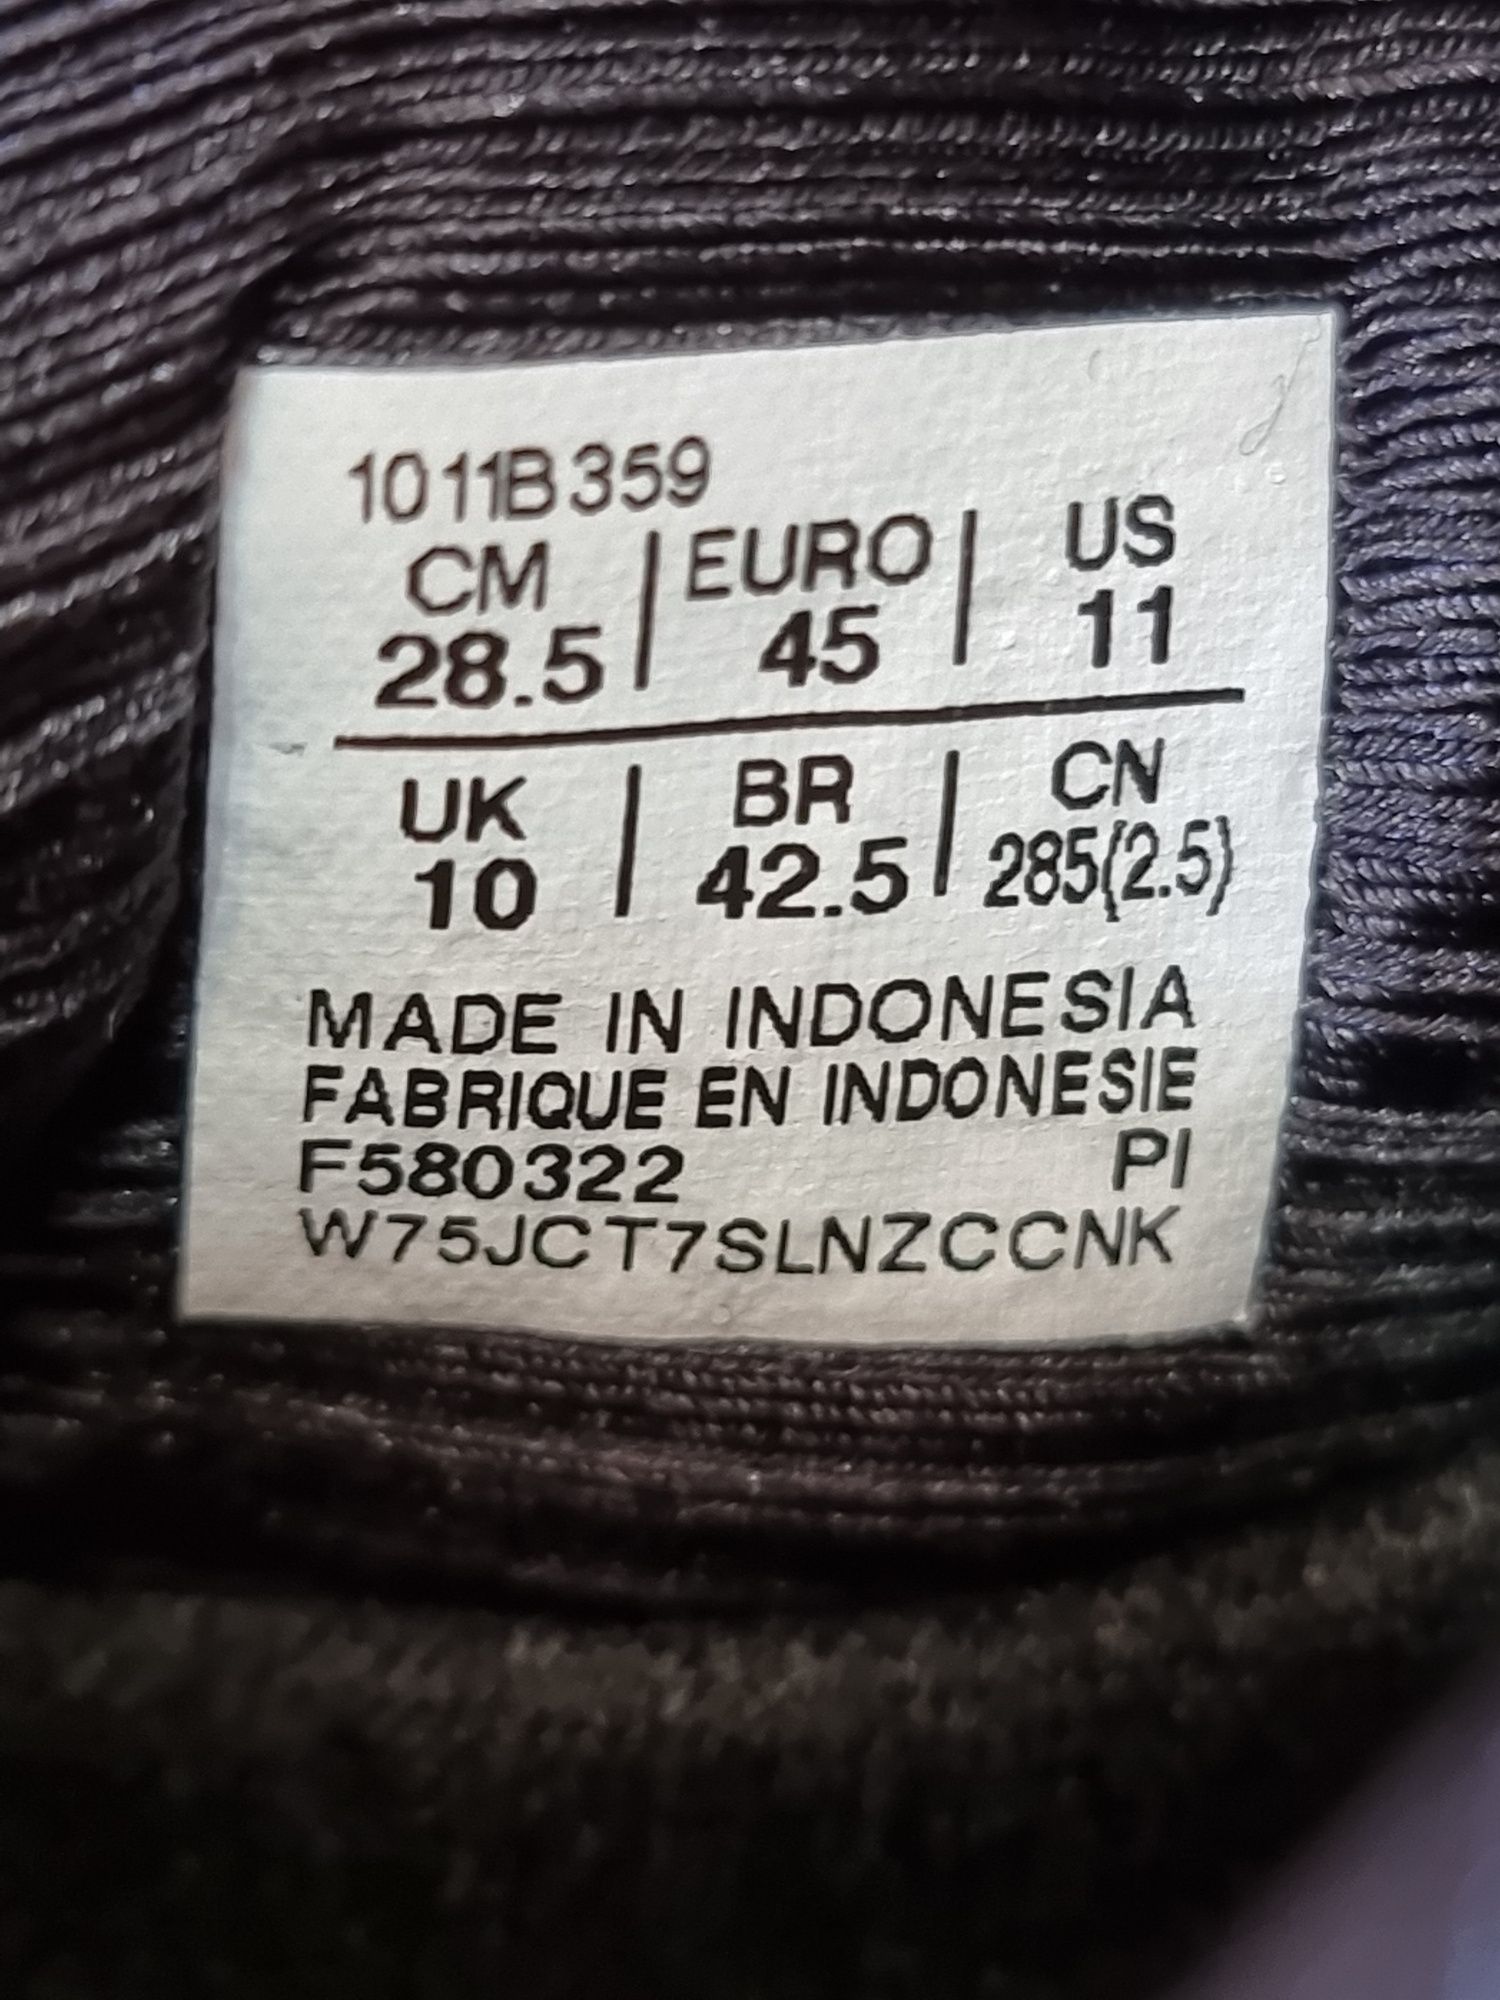 1011B359
CM | EURO | US
28.5 | 45 | 11
UK | BR | CN
10 | 42.5 | 285(2.5)
MADE IN INDONESIA
FABRIQUE EN INDONESIE
F580322 PI
W75JCT7SLNZCCNK